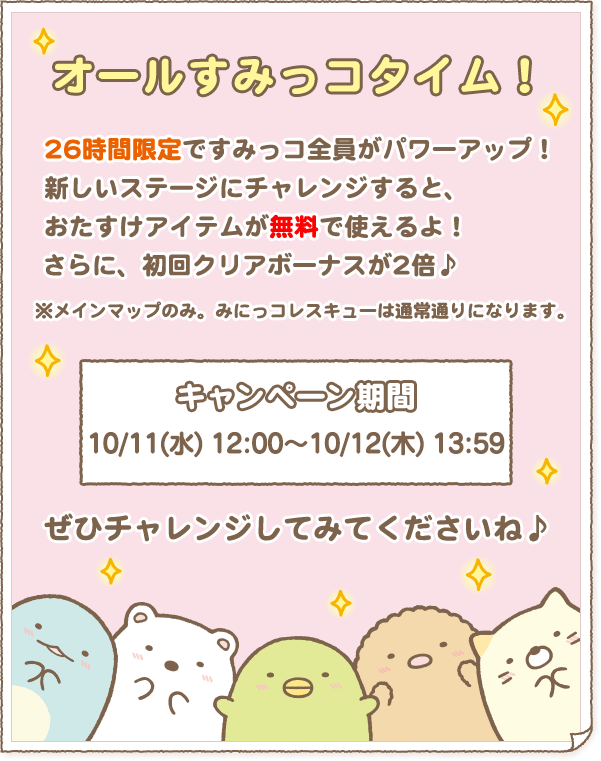 オールすみっコタイム!
26時間限定ですみっコ全員がパワーアップ!
新しいステージにチャレンジすると、
おたすけアイテムが無料で使えるよ!
さらに、初回クリアボーナスが2倍♪
※メインマップのみ。みにっコレスキューは通常通りになります。
キャンペーン期間
10/11(水) 12:00〜10/12(木) 13:59
ぜひチャレンジしてみてくださいね♪